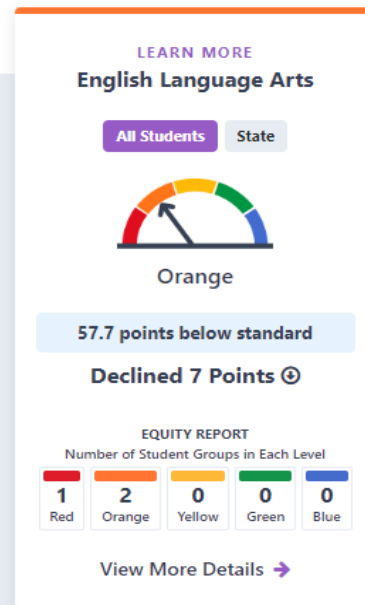 LEARN MORE
English Language Arts
All Students State
Orange
57.7 points below standard
Declined 7 Points
EQUITY REPORT
Number of Student Groups in Each Level
1 2 0 0 0
Red Orange Yellow Green Blue
View More Details